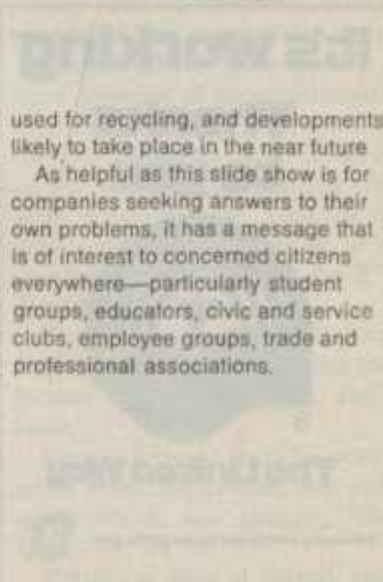 used for recycling, and developments
likely to take place in the near future
As helpful as this slide show is for
companies seeking answers to their
own problems, it has a message that
is of interest to concerned citizens
everywhere—particularly student
groups, educators, civic and service
clubs, employee groups, trade and
professional associations.